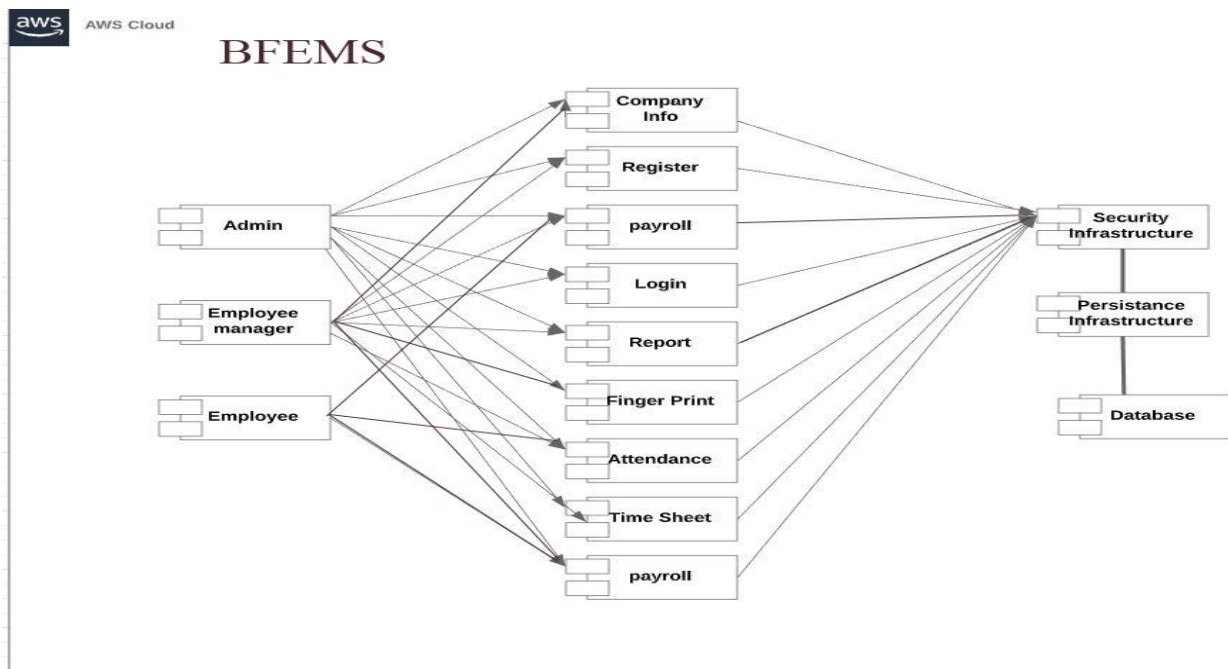 aws
AWS Cloud
BFEMS
Company
Info
Register
payroll
Login
Report
Finger Print
Attendance
Time Sheet
payroll
Admin
Employee
manager
Employee
Security
Infrastructure
Persistance
Infrastructure
Database